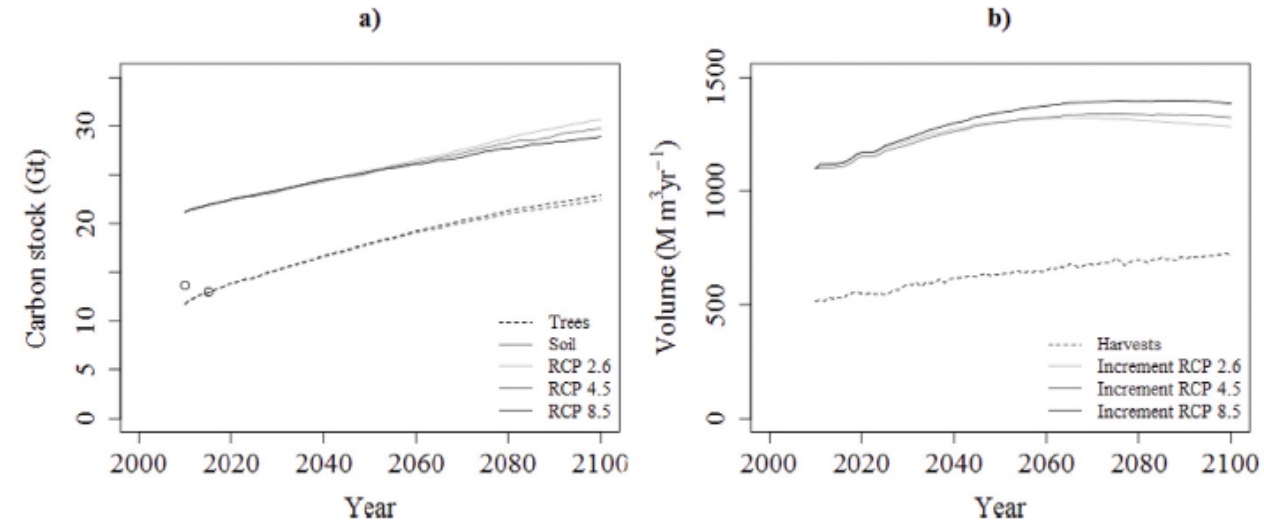 a)
Carbon stock (Gt)
30
20
10
5
0
Trees
Soil
RCP 2.6
RCP 4.5
RCP 8.5
2000 2020 2040 2060 2080 2100
Year
b)
Volume (M m³yr⁻¹)
1500
1000
500
0
Harvests
Increment RCP 2.6
Increment RCP 4.5
Increment RCP 8.5
2000 2020 2040 2060 2080 2100
Year